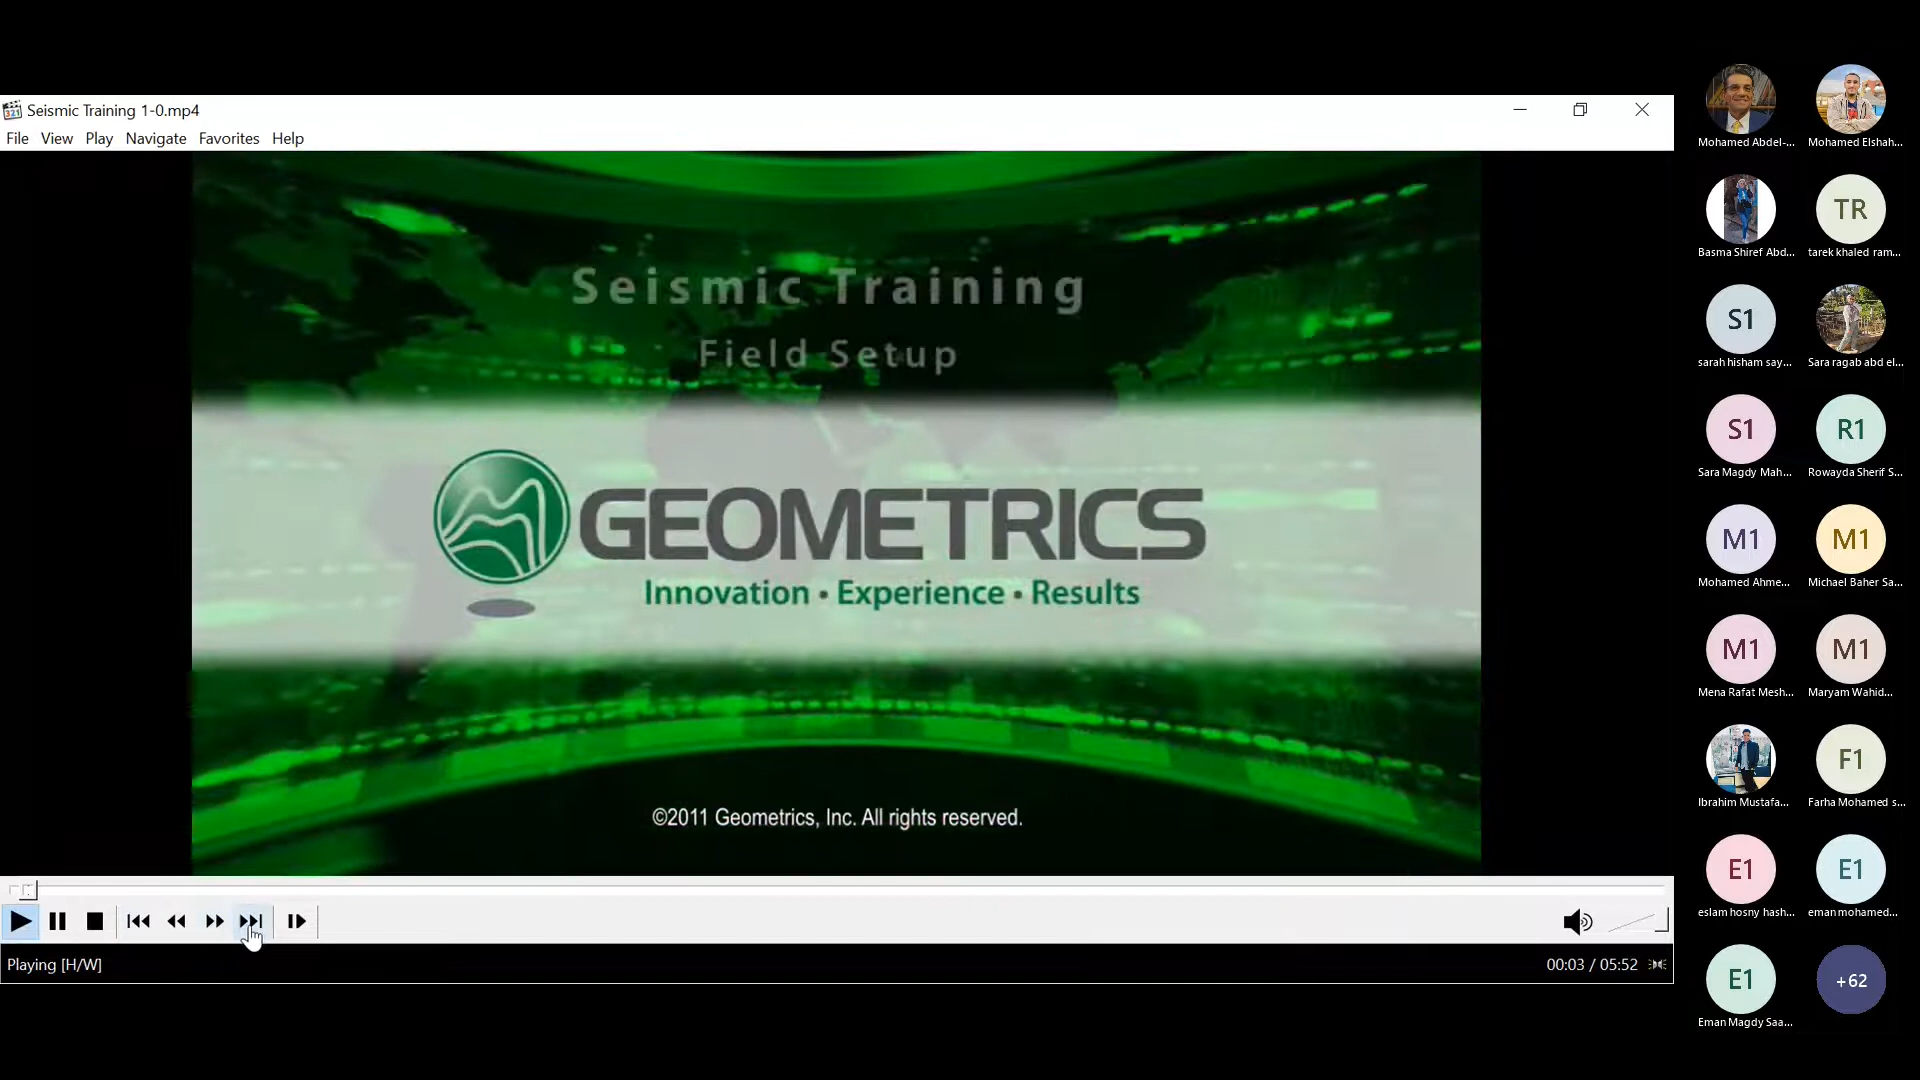 Seismic Training 1-0.mp4
File View Play Navigate Favorites Help
Seismic Training
Field Setup
GEOMETRICS
Innovation • Experience • Results
©2011 Geometrics, Inc. All rights reserved.
Playing [H/W]
00:03 / 05:52
Mohamed Abdel-...
Mohamed Elshah...
Basma Shiref Abd...
TR
tarek khaled ram...
S1
sarah hisham say...
Sara ragab abd el...
S1
Sara Magdy Mah...
R1
Rowayda Sherif S...
M1
Mohamed Ahme...
M1
Michael Baher Sa...
M1
Mena Rafat Mesh...
M1
Maryam Wahid...
Ibrahim Mustafa...
F1
Farha Mohamed s...
E1
eslam hosny hash...
E1
eman mohamed...
E1
Eman Magdy Saa...
+62